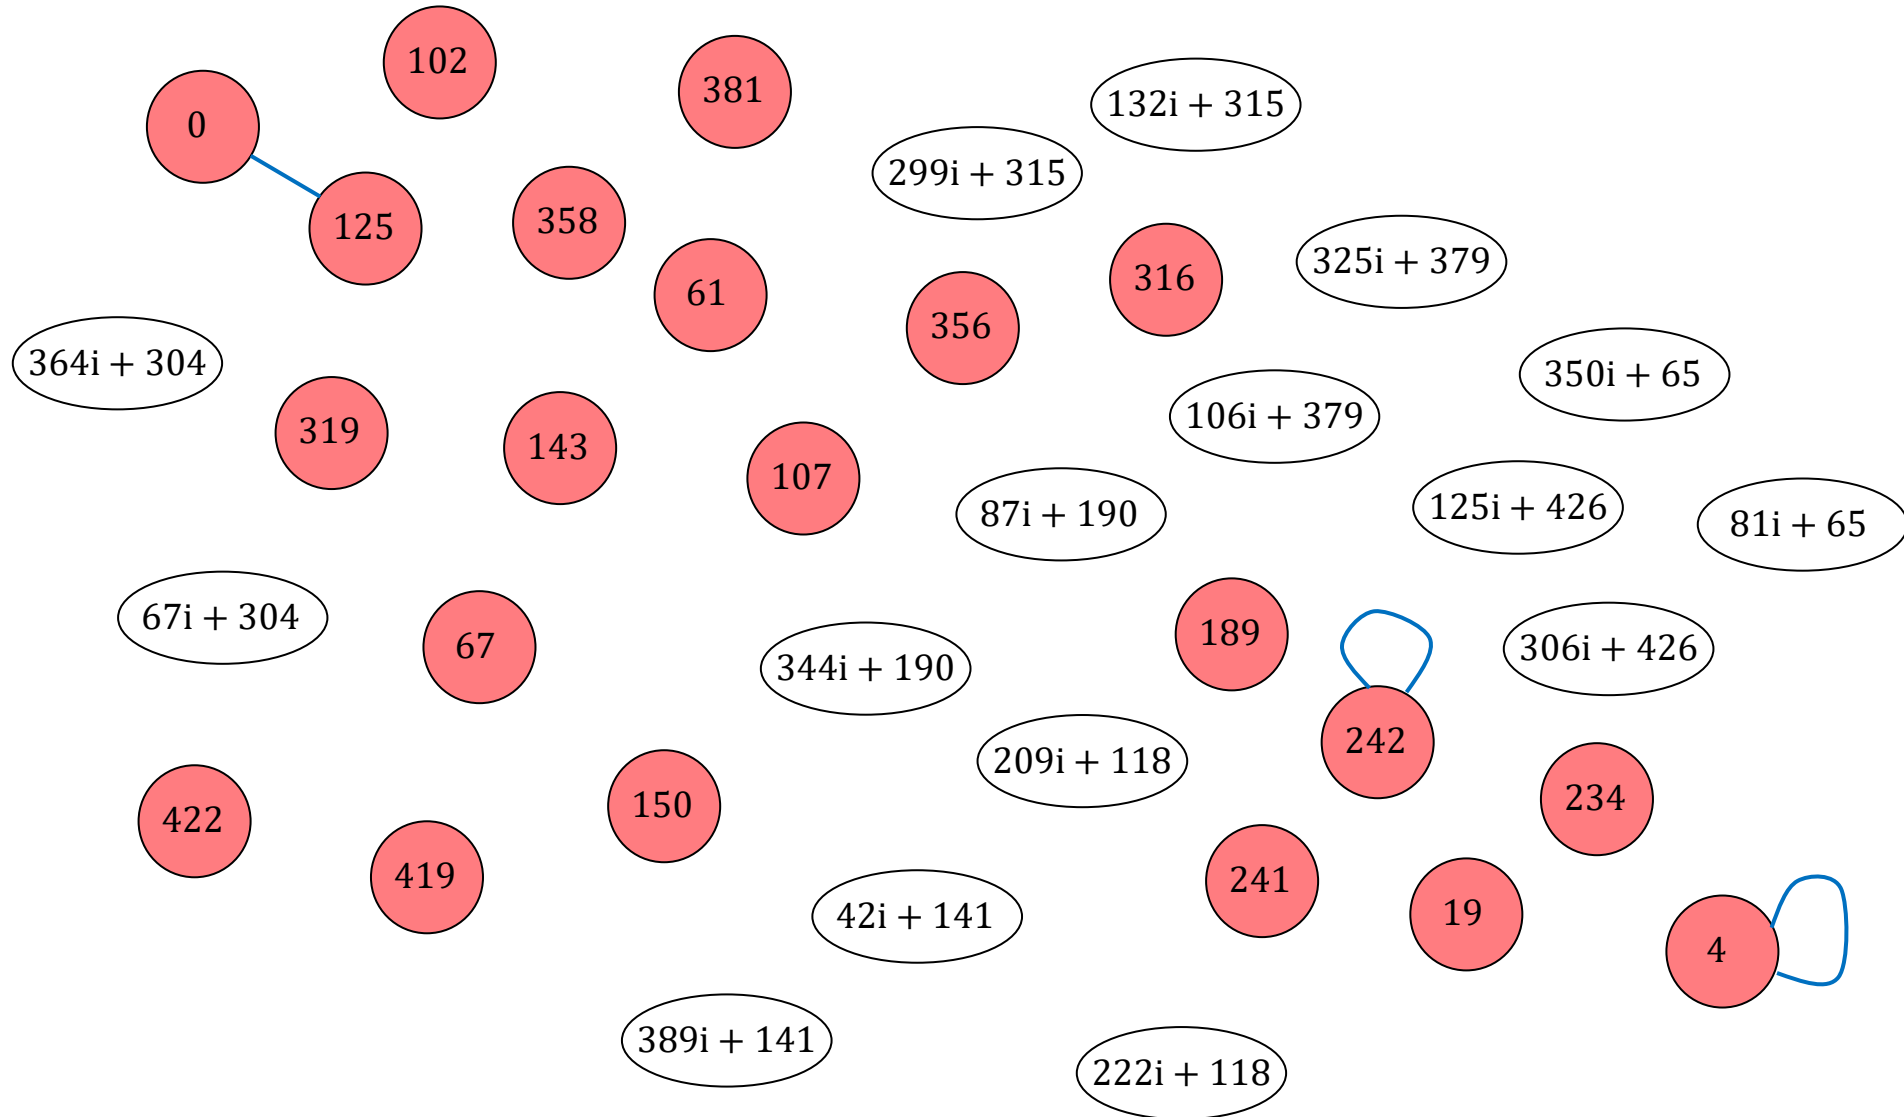 102
381
0
132i + 315
299i + 315
125
358
325i + 379
316
61
356
364i + 304
350i + 65
106i + 379
319
143
107
87i + 190
125i + 426
81i + 65
67i + 304
189
67
306i + 426
344i + 190
242
209i + 118
234
150
422
419
241
19
42i + 141
4
389i + 141
222i + 118